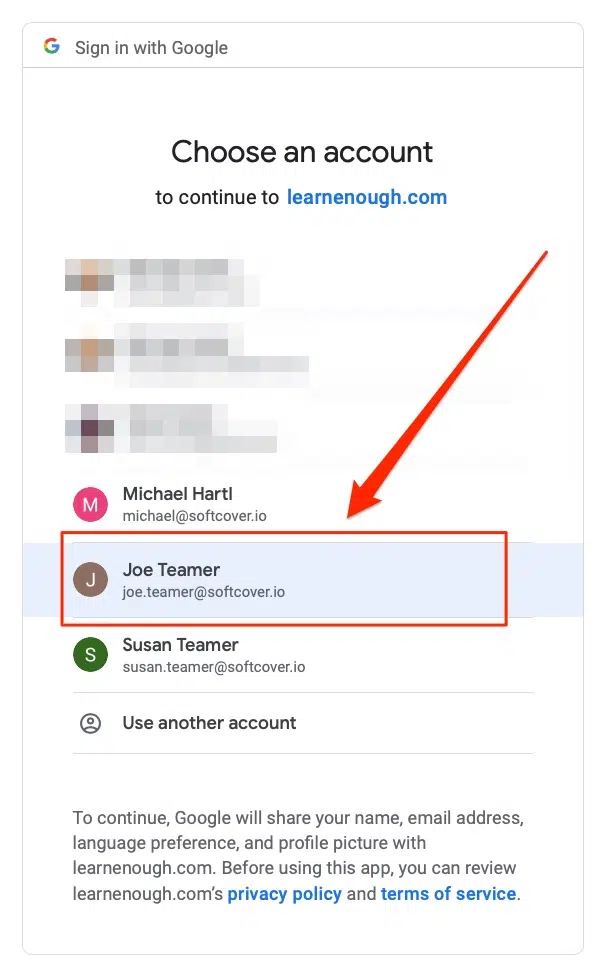 Sign in with Google
Choose an account
to continue to learnenough.com
M
Michael Hartl
michael@softcover.io
J
Joe Teamer
joe.teamer@softcover.io
S
Susan Teamer
susan.teamer@softcover.io
Use another account
To continue, Google will share your name, email address,
language preference, and profile picture with
learnenough.com. Before using this app, you can review
learnenough.com’s privacy policy and terms of service.